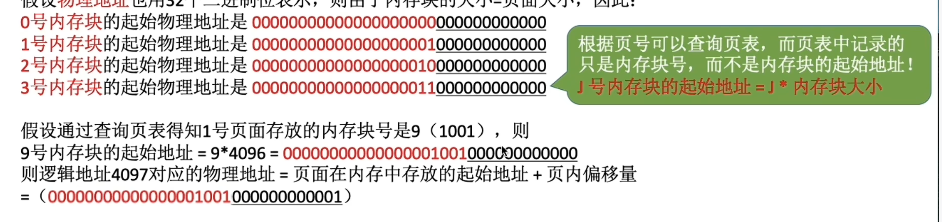 假设物理地址也用32个二进制位表示，则由于内存块的大小=页面大小，因此：
0号内存块的起始物理地址是 00000000000000000000000000000000
1号内存块的起始物理地址是 00000000000000000001000000000000
2号内存块的起始物理地址是 00000000000000000010000000000000
3号内存块的起始物理地址是 00000000000000000011000000000000
根据页号可以查询页表，而页表中记录的
只是内存块号，而不是内存块的起始地址！
J 号内存块的起始地址 = J * 内存块大小
假设通过查询页表得知1号页面存放的内存块号是9（1001），则
9号内存块的起始地址 = 9*4096 = 00000000000000001001000000000000
则逻辑地址4097对应的物理地址 = 页面在内存中存放的起始地址 + 页内偏移量
=（00000000000000001001000000000001）